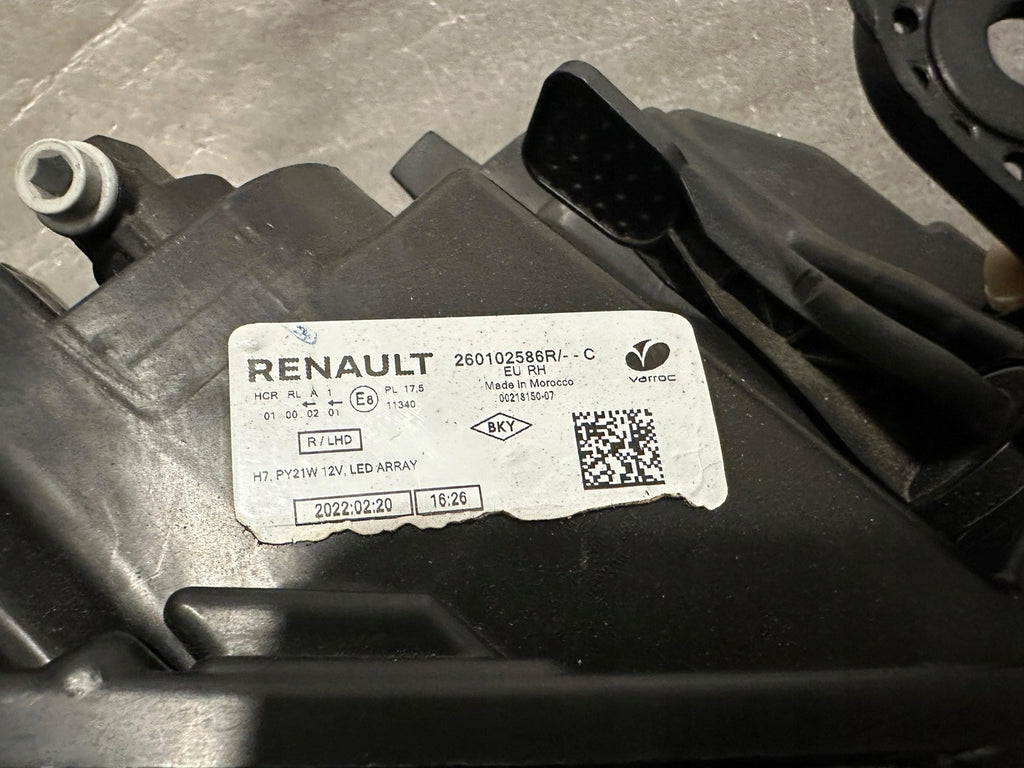 RENAULT 260102586R/--C
EU RH
Made in Morocco
00218150-07
varroc
HCR RL A 1
01 00 02 01
E8
PL 17.5
11340
R/LHD
BKY
H7, PY21W 12V, LED ARRAY
2022:02:20 16:26